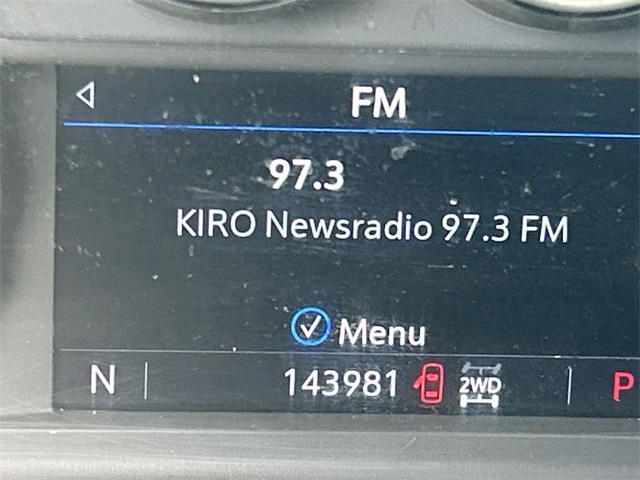 FM
97.3
KIRO Newsradio 97.3 FM
Menu
N 143981 2WD P